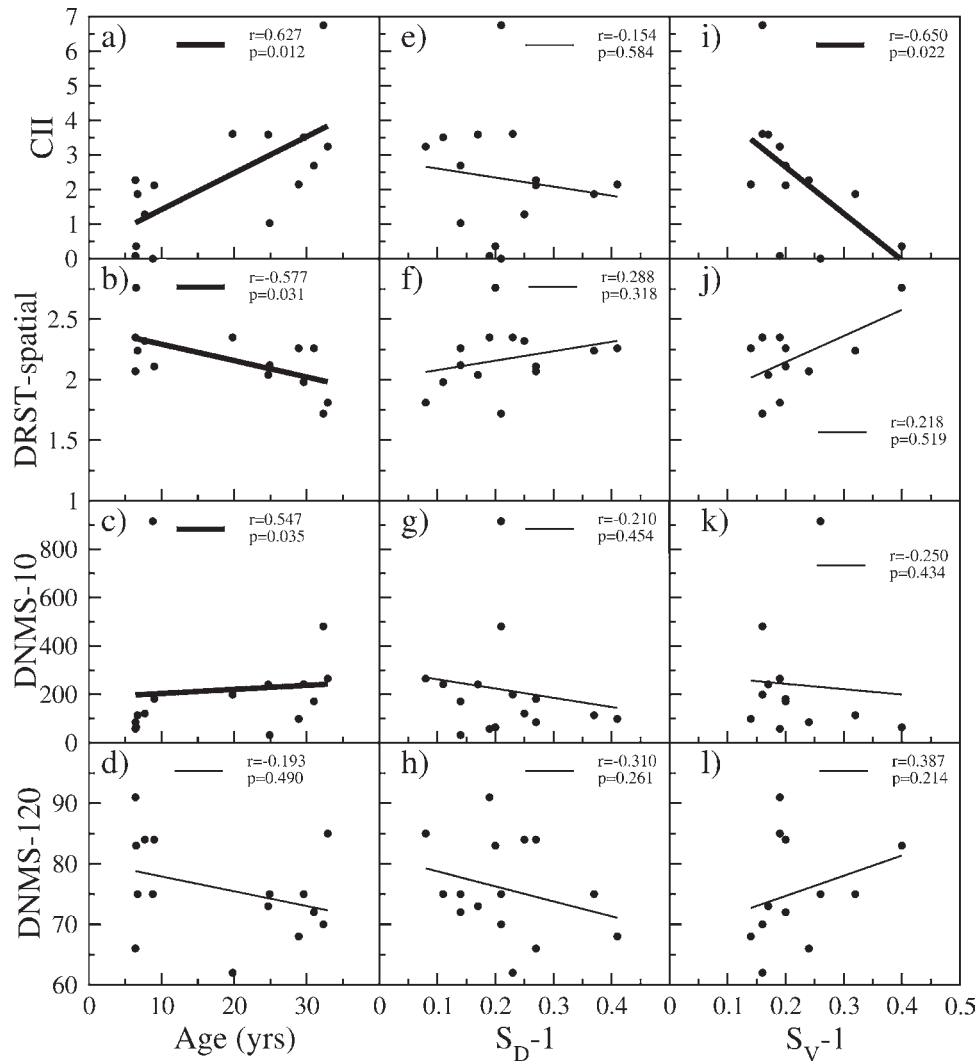 a)
r=0.627
p=0.012
e)
r=-0.154
p=0.584
i)
r=-0.650
p=0.022
7
6
5
4
3
2
1
0
CII
b)
r=-0.577
p=0.031
f)
r=0.288
p=0.318
j)
r=0.218
p=0.519
2.5
2
1.5
1
DRST-spatial
c)
r=0.547
p=0.035
g)
r=-0.210
p=0.454
k)
r=-0.250
p=0.434
800
600
400
200
0
DNMS-10
d)
r=-0.193
p=0.490
h)
r=-0.310
p=0.261
l)
r=0.387
p=0.214
90
80
70
60
DNMS-120
0 10 20 30
0 0.1 0.2 0.3 0.4
0 0.1 0.2 0.3 0.4 0.5
Age (yrs)
S_D-1
S_V-1